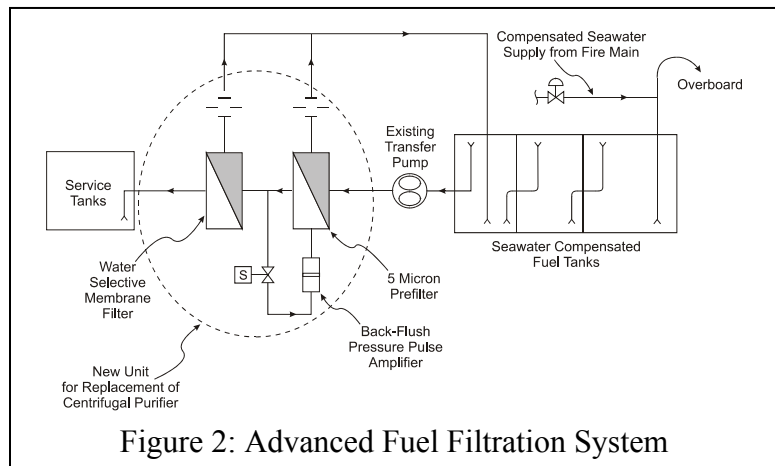 Compensated Seawater
Supply from Fire Main
Overboard
Existing
Transfer
Pump
Service
Tanks
Seawater Compensated
Fuel Tanks
Water
Selective
Membrane
Filter
S
5 Micron
Prefilter
Back-Flush
Pressure Pulse
Amplifier
New Unit
for Replacement of
Centrifugal Purifier
Figure 2: Advanced Fuel Filtration System